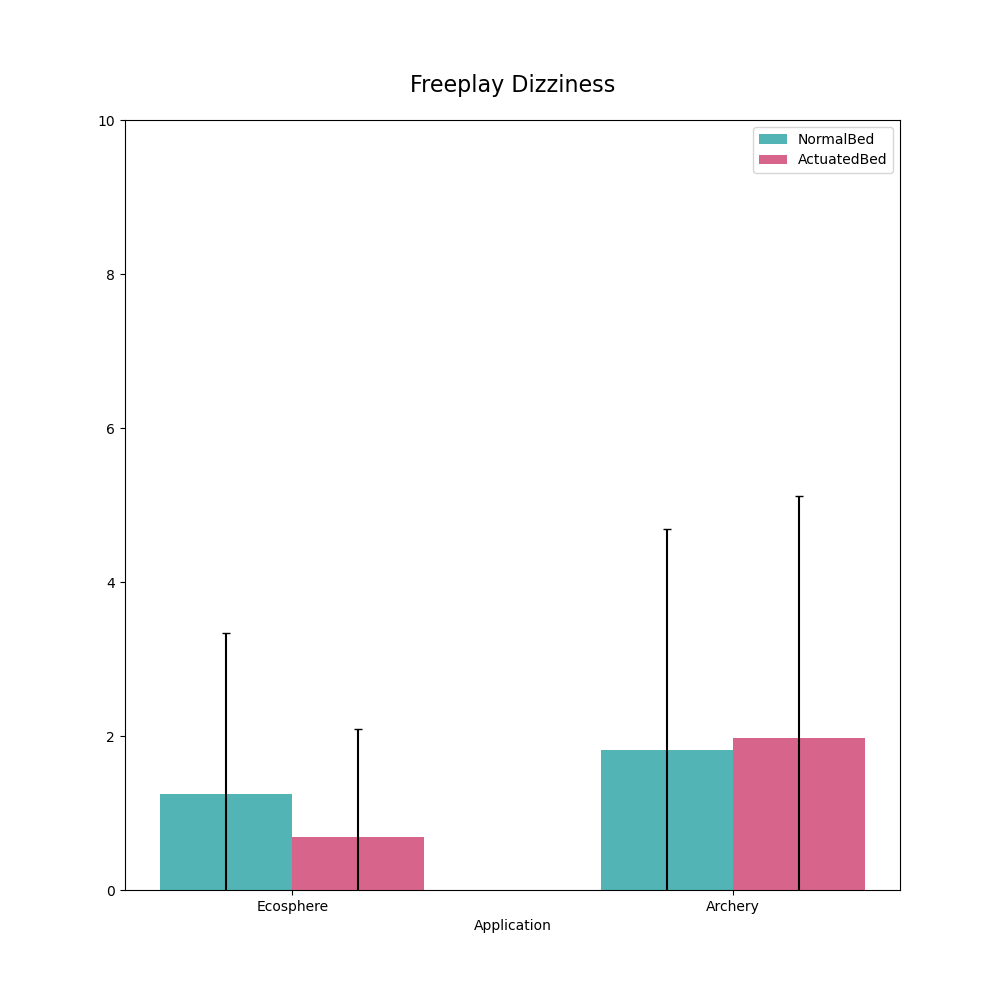 Freeplay Dizziness
10
8
6
4
2
0
NormalBed
ActuatedBed
Ecosphere
Archery
Application